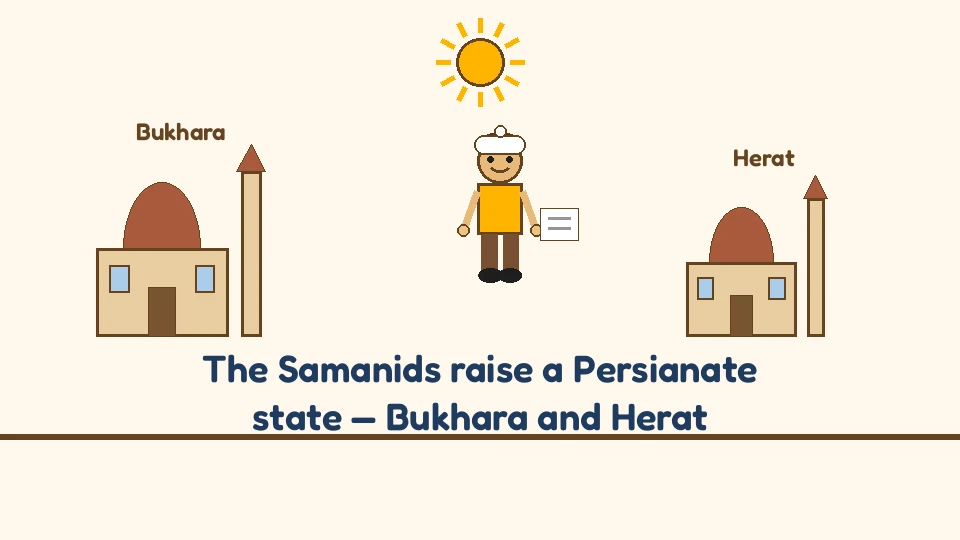 Bukhara
Herat
The Samanids raise a Persianate
state — Bukhara and Herat